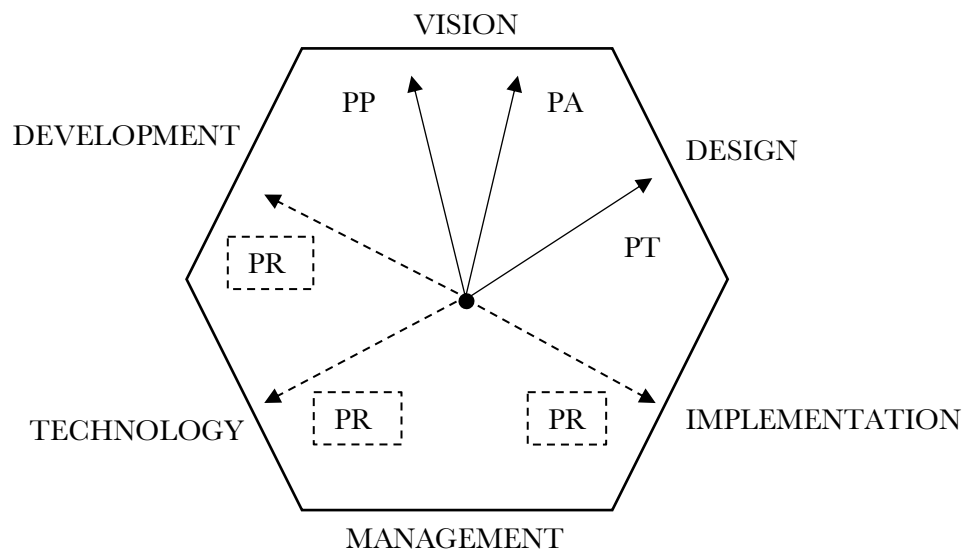 VISION
PP
PA
DEVELOPMENT
DESIGN
PT
PR
PR
PR
TECHNOLOGY
IMPLEMENTATION
MANAGEMENT